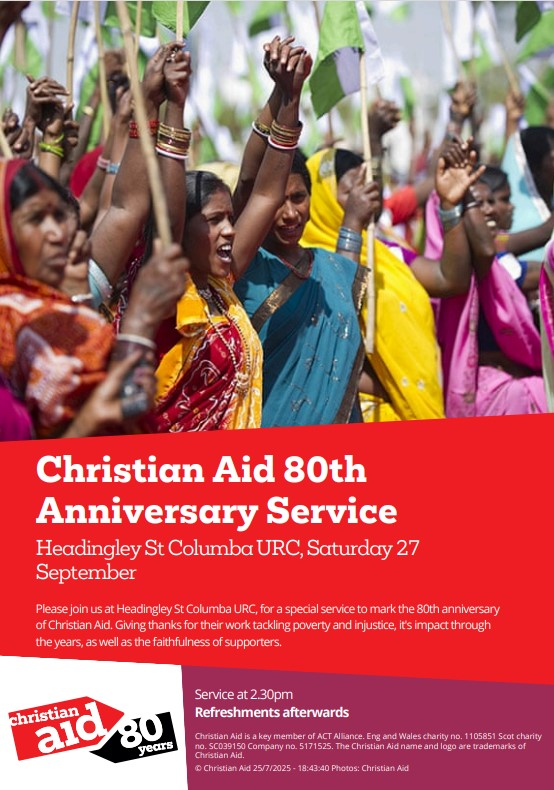 Christian Aid 80th
Anniversary Service
Headingley St Columba URC, Saturday 27
September
Please join us at Headingley St Columba URC, for a special service to mark the 80th anniversary
of Christian Aid. Giving thanks for their work tackling poverty and injustice, it's impact through
the years, as well as the faithfulness of supporters.
christian
aid
80
years
Service at 2.30pm
Refreshments afterwards
Christian Aid is a key member of ACT Alliance. Eng and Wales charity no. 1105851 Scot charity
no. SC039150 Company no. 5171525. The Christian Aid name and logo are trademarks of
Christian Aid.
© Christian Aid 25/7/2025 - 18:43:40 Photos: Christian Aid